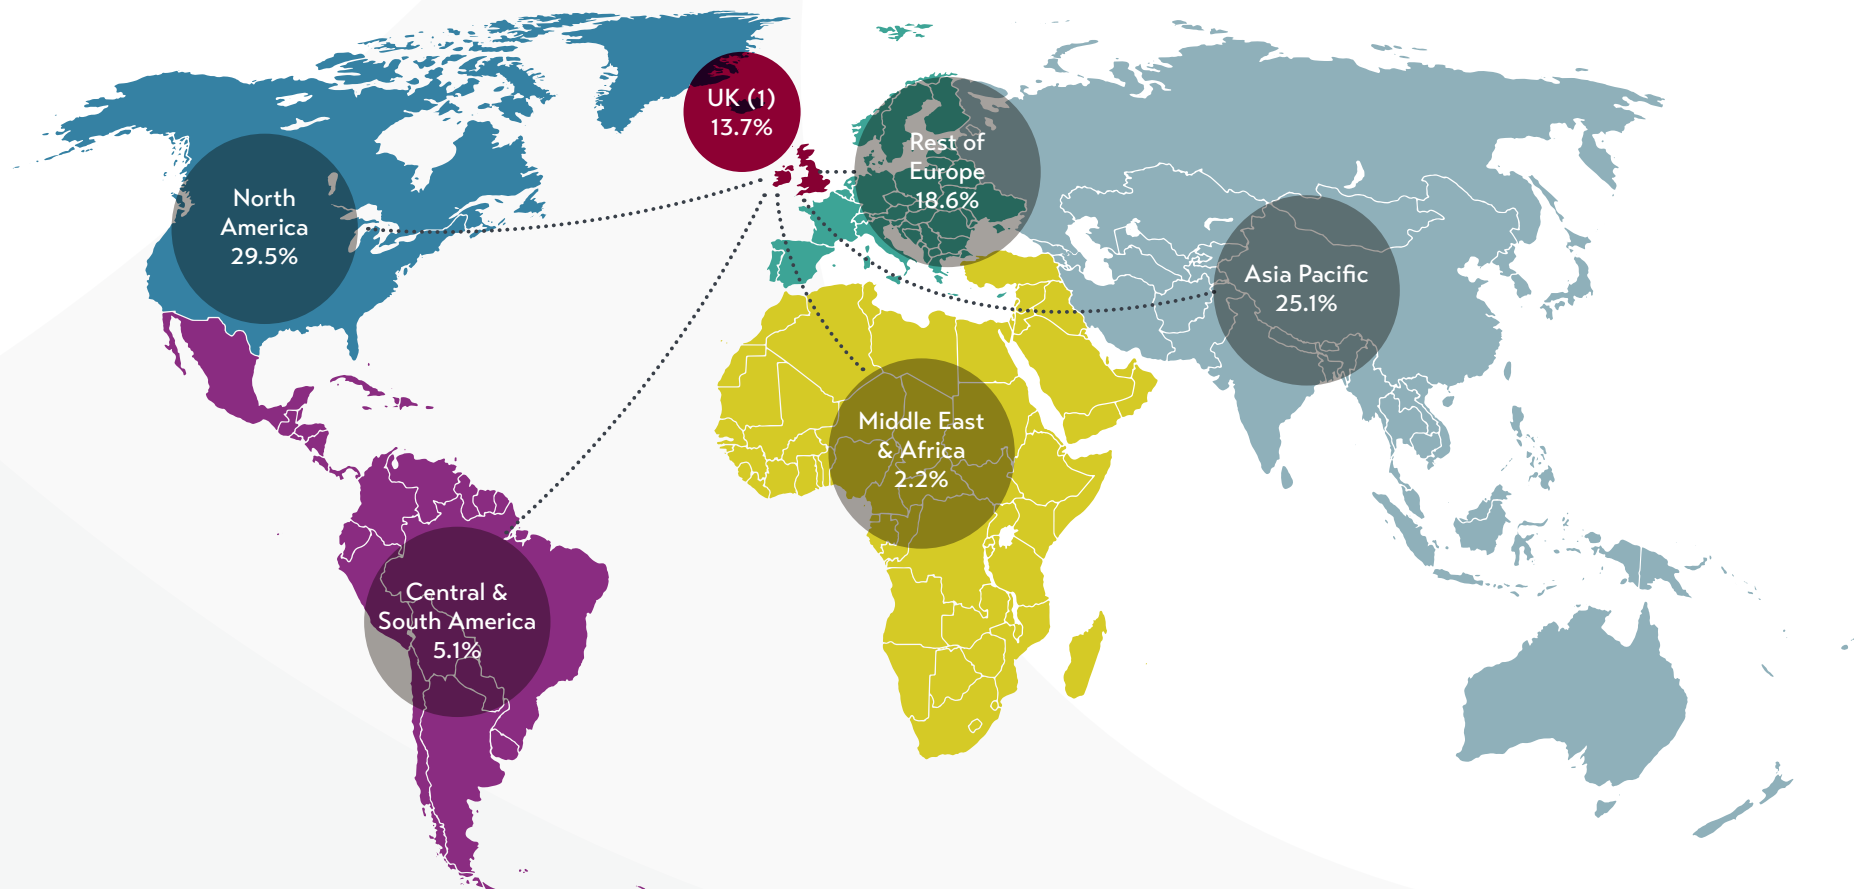 UK (1)
13.7%
Rest of
Europe
18.6%
North
America
29.5%
Asia Pacific
25.1%
Middle East
& Africa
2.2%
Central &
South America
5.1%